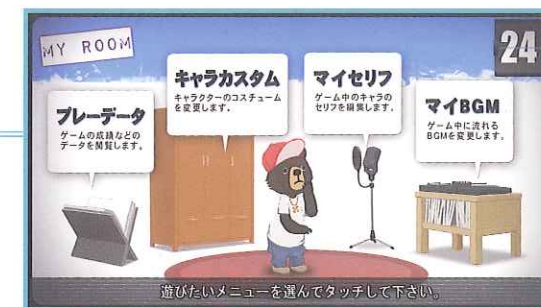 MY ROOM
24
プレーデータ
ゲームの成績などの
データを閲覧します。
キャラカスタム
キャラクターのコスチューム
を変更します。
マイセリフ
ゲーム中のキャラの
セリフを編集します。
マイBGM
ゲーム中に流れる
BGMを変更します。
遊びたいメニューを選んでタッチして下さい。